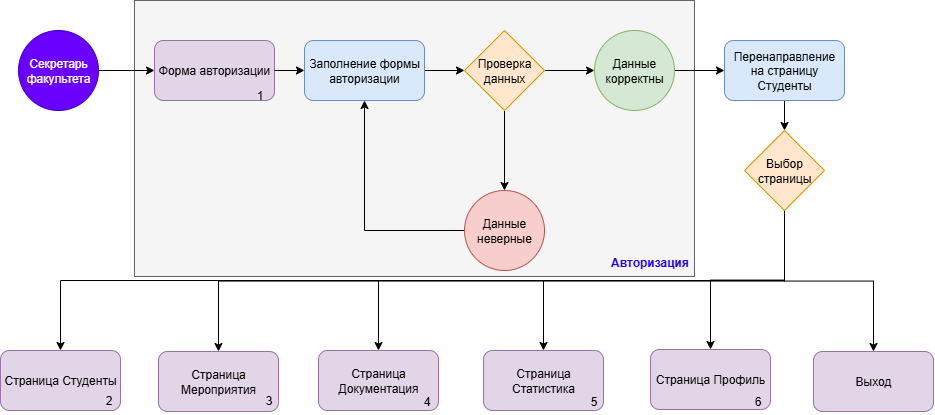 Секретарь
факультета
Форма авторизации
1
Заполнение формы
авторизации
Проверка
данных
Данные
корректны
Перенаправление
на страницу
Студенты
Выбор
страницы
Данные
неверные
Авторизация
Страница Студенты
2
Страница
Мероприятия
3
Страница
Документация
4
Страница
Статистика
5
Страница Профиль
6
Выход